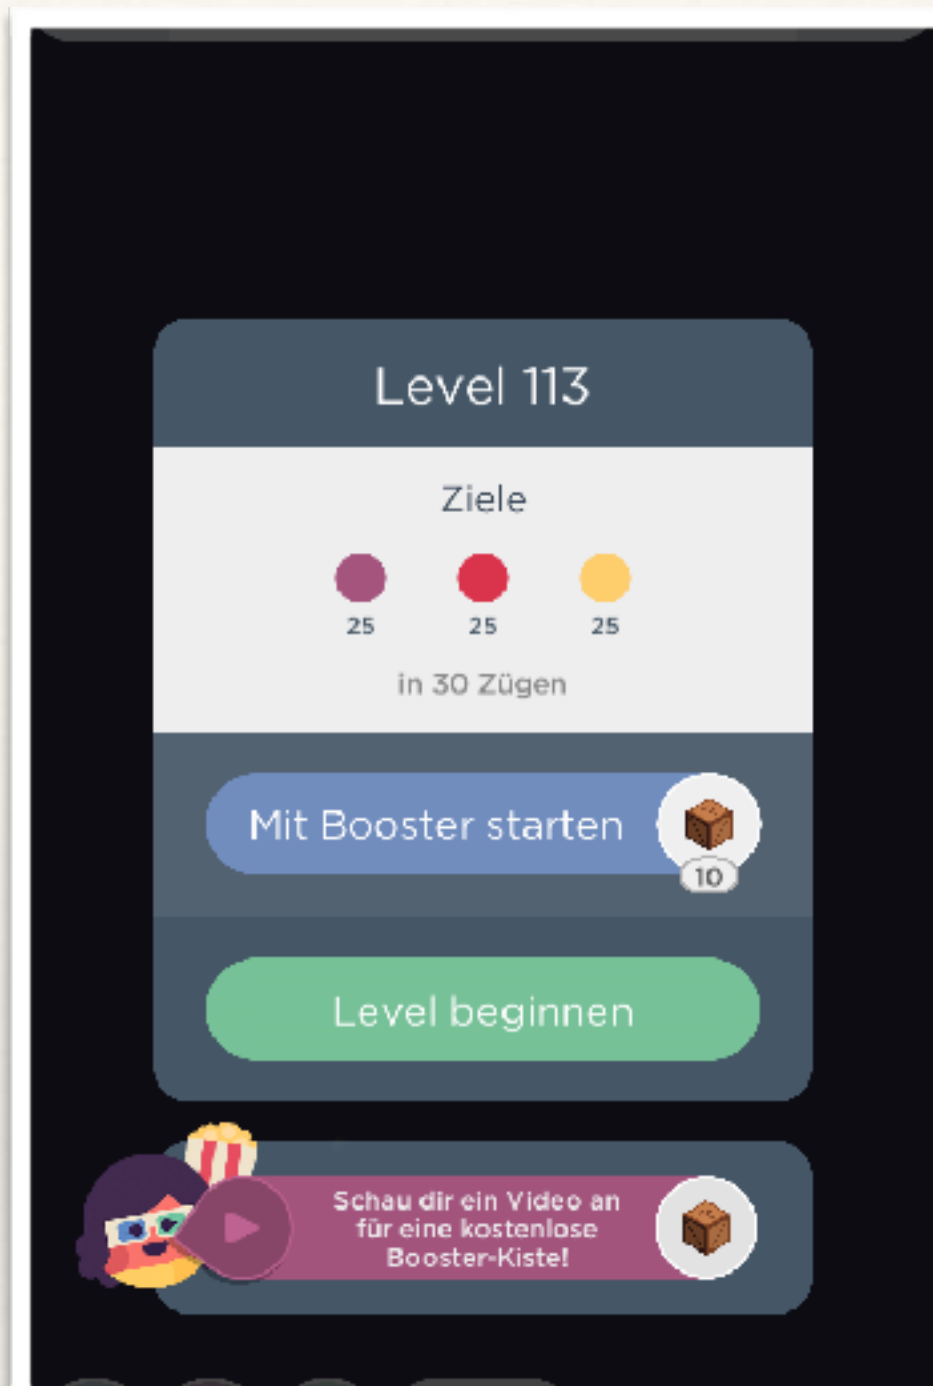 Level 113
Ziele
25 25 25
in 30 Zügen
Mit Booster starten
10
Level beginnen
Schau dir ein Video an
für eine kostenlose
Booster-Kiste!